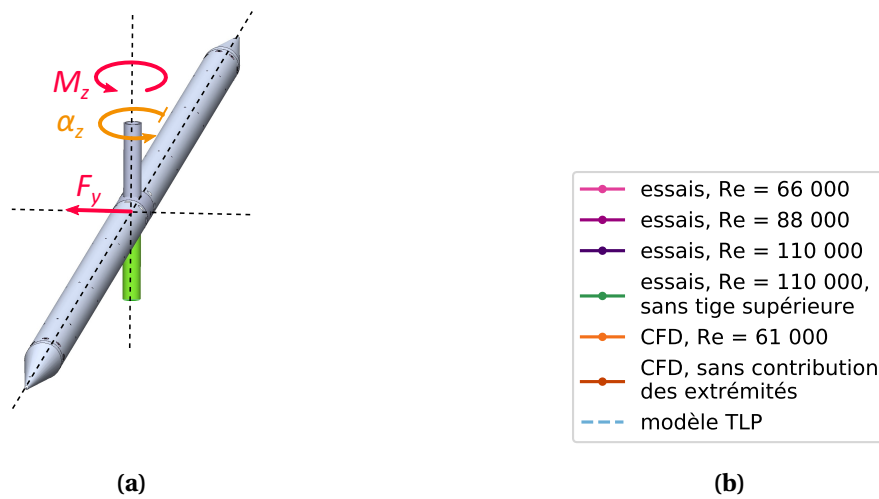 M_z
α_z
F_y
essais, Re = 66 000
essais, Re = 88 000
essais, Re = 110 000
essais, Re = 110 000,
sans tige supérieure
CFD, Re = 61 000
CFD, sans contribution
des extrémités
modèle TLP
(a)
(b)